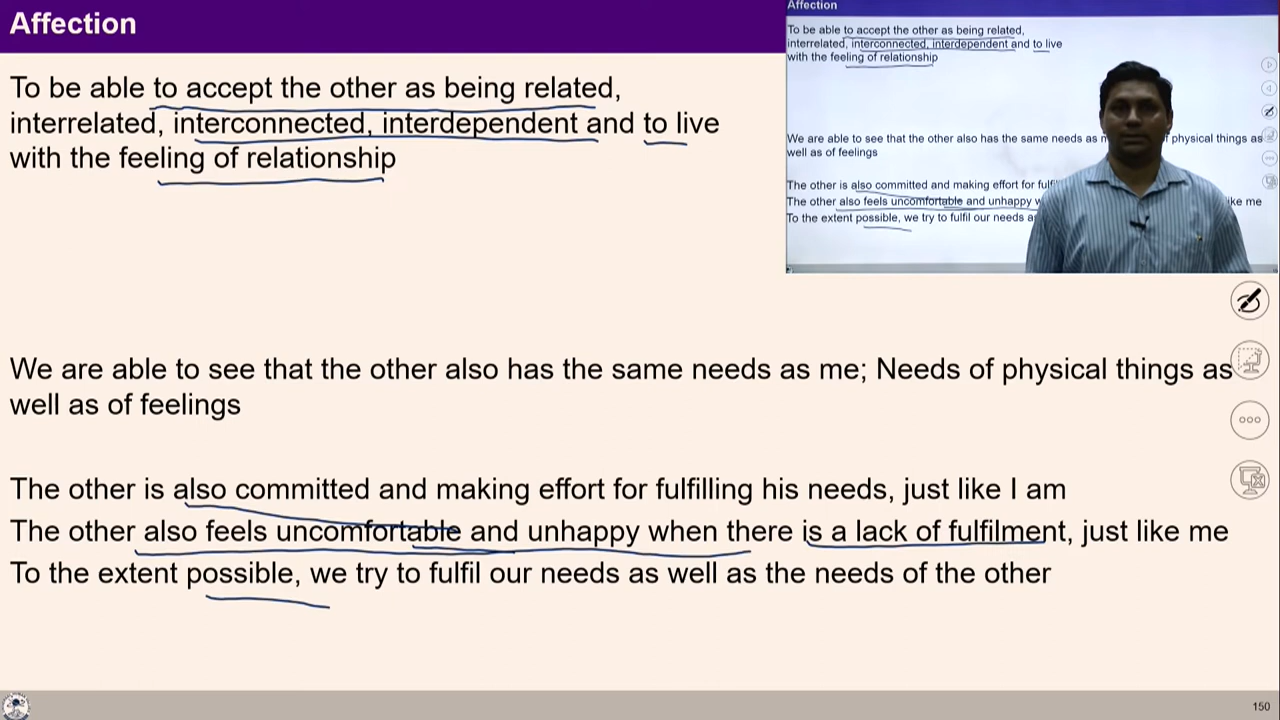 Affection
To be able to accept the other as being related,
interrelated, interconnected, interdependent and to live
with the feeling of relationship
We are able to see that the other also has the same needs as me; Needs of physical things as
well as of feelings
The other is also committed and making effort for fulfilling his needs, just like I am
The other also feels uncomfortable and unhappy when there is a lack of fulfilment, just like me
To the extent possible, we try to fulfil our needs as well as the needs of the other
150
Affection
To be able to accept the other as being related,
interrelated, interconnected, interdependent and to live
with the feeling of relationship
We are able to see that the other also has the same needs as physical things as
well as of feelings
The other is also committed and making effort for
The other also feels uncomfortable and unhappy like me
To the extent possible, we try to fulfil our needs